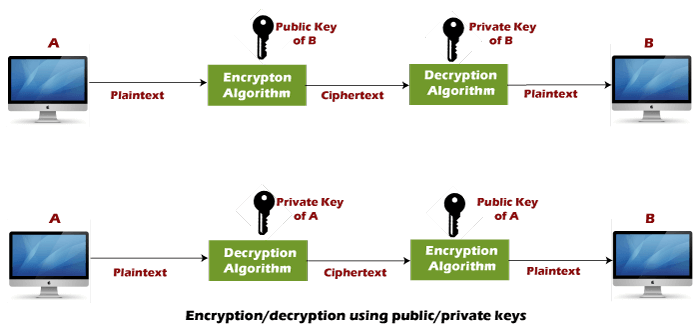 Public Key
of B
Private Key
of B
A
B
Encrypton
Algorithm
Decryption
Algorithm
Plaintext
Ciphertext
Plaintext
Private Key
of A
Public Key
of A
A
B
Decryption
Algorithm
Encryption
Algorithm
Plaintext
Ciphertext
Plaintext
Encryption/decryption using public/private keys